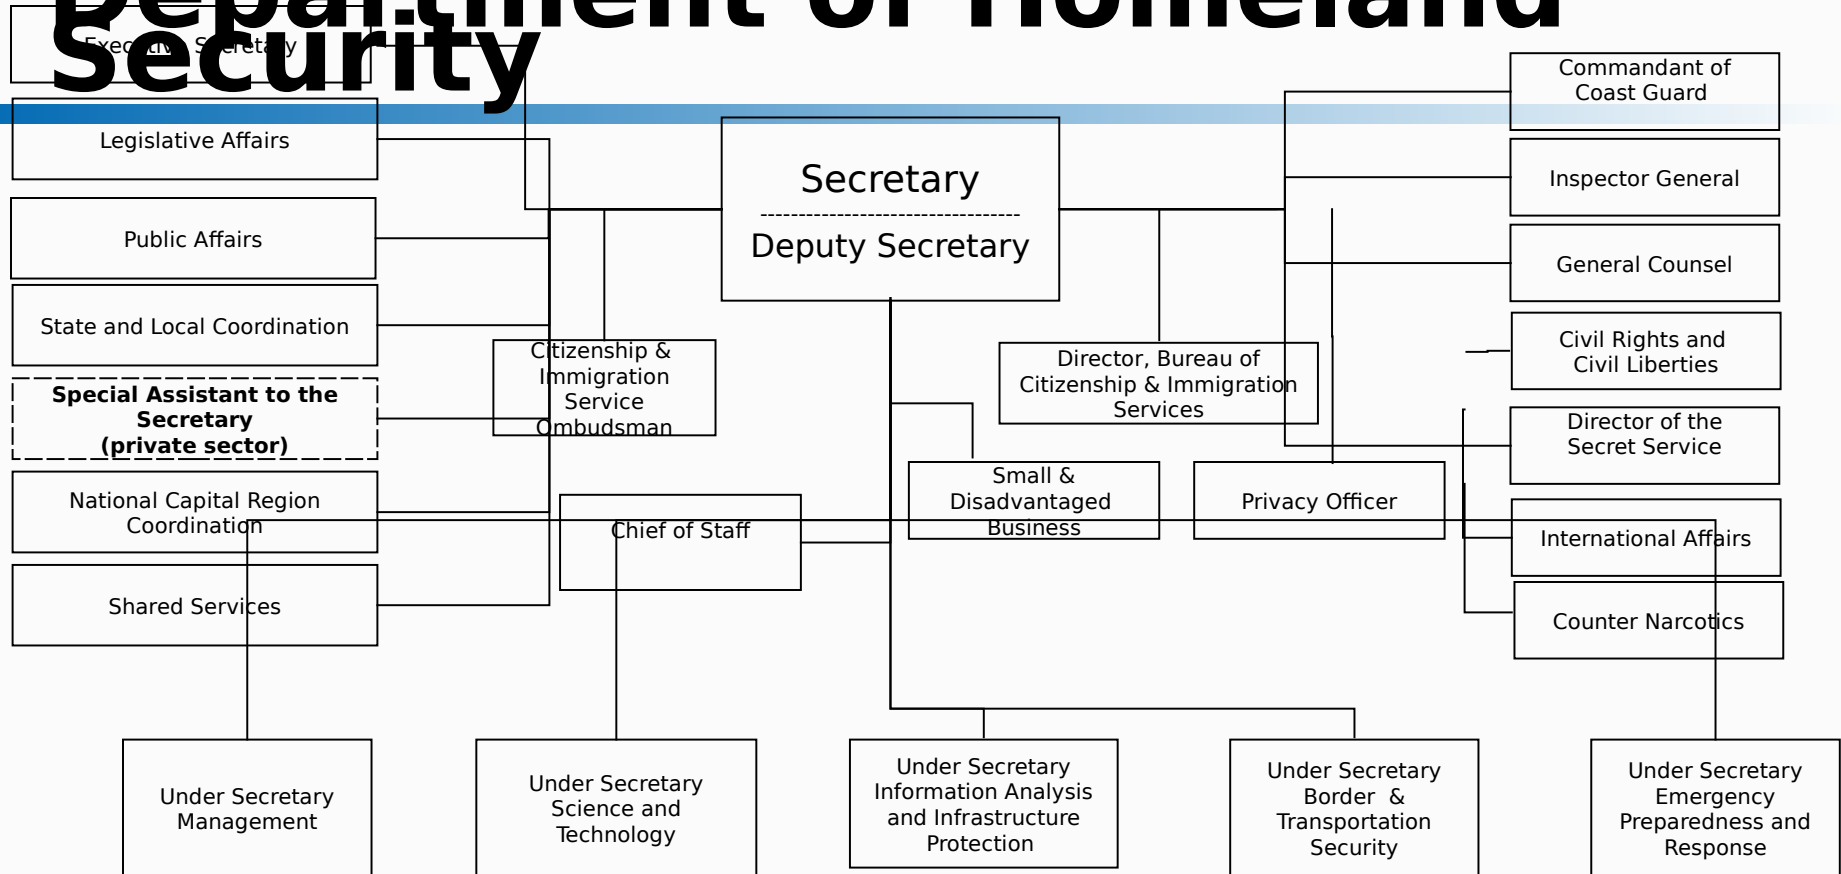 Department of Homeland
Security
Executive Secretary
Legislative Affairs
Public Affairs
State and Local Coordination
Special Assistant to the
Secretary
(private sector)
National Capital Region
Coordination
Shared Services
Secretary
----------------------------------
Deputy Secretary
Citizenship &
Immigration
Service
Ombudsman
Director, Bureau of
Citizenship & Immigration
Services
Small &
Disadvantaged
Business
Privacy Officer
Chief of Staff
Commandant of
Coast Guard
Inspector General
General Counsel
Civil Rights and
Civil Liberties
Director of the
Secret Service
International Affairs
Counter Narcotics
Under Secretary
Management
Under Secretary
Science and
Technology
Under Secretary
Information Analysis
and Infrastructure
Protection
Under Secretary
Border  &
Transportation
Security
Under Secretary
Emergency
Preparedness and
Response